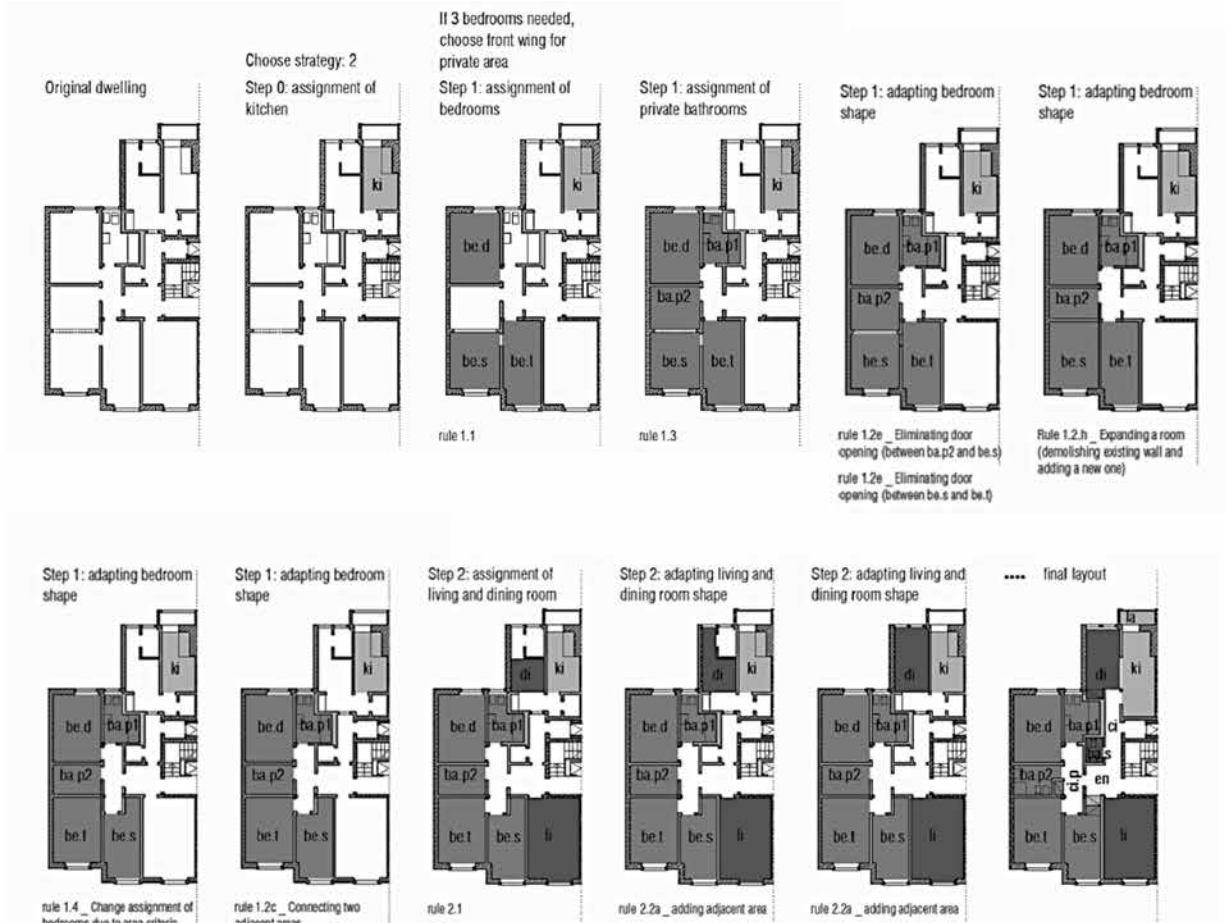 If 3 bedrooms needed,
choose front wing for
private area
Choose strategy: 2
Original dwelling
Step 0: assignment of
kitchen
Step 1: assignment of
bedrooms
Step 1: assignment of
private bathrooms
Step 1: adapting bedroom
shape
Step 1: adapting bedroom
shape
ki
ki
be.d
be.s
be.t
ki
be.d
ba.p1
ba.p2
be.s
be.t
ki
be.d
ba.p1
ba.p2
be.s
be.t
ki
be.d
ba.p1
ba.p2
be.s
be.t
rule 1.1
rule 1.3
rule 1.2e _ Eliminating door
opening (between ba.p2 and be.s)
rule 1.2e _ Eliminating door
opening (between be.s and be.t)
Rule 1.2.h _ Expanding a room
(demolishing existing wall and
adding a new one)
Step 1: adapting bedroom
shape
Step 1: adapting bedroom
shape
Step 2: assignment of
living and dining room
Step 2: adapting living and
dining room shape
Step 2: adapting living and
dining room shape
.... final layout
ki
be.d
ba.p1
ba.p2
be.t
be.s
ki
be.d
ba.p1
ba.p2
be.t
be.s
di
ki
be.d
ba.p1
ba.p2
be.t
be.s
li
di
ki
be.d
ba.p1
ba.p2
be.t
be.s
li
di
ki
be.d
ba.p1
ba.p2
be.t
be.s
li
la
di
ki
be.d
ba.p1
ci
ba.s
ba.p2
ci.p
en
be.t
be.s
li
rule 1.4 _ Change assignment of
bedrooms due to area criteria
rule 1.2c _ Connecting two
adjacent areas
rule 2.1
rule 2.2a _ adding adjacent area
rule 2.2a _ adding adjacent area